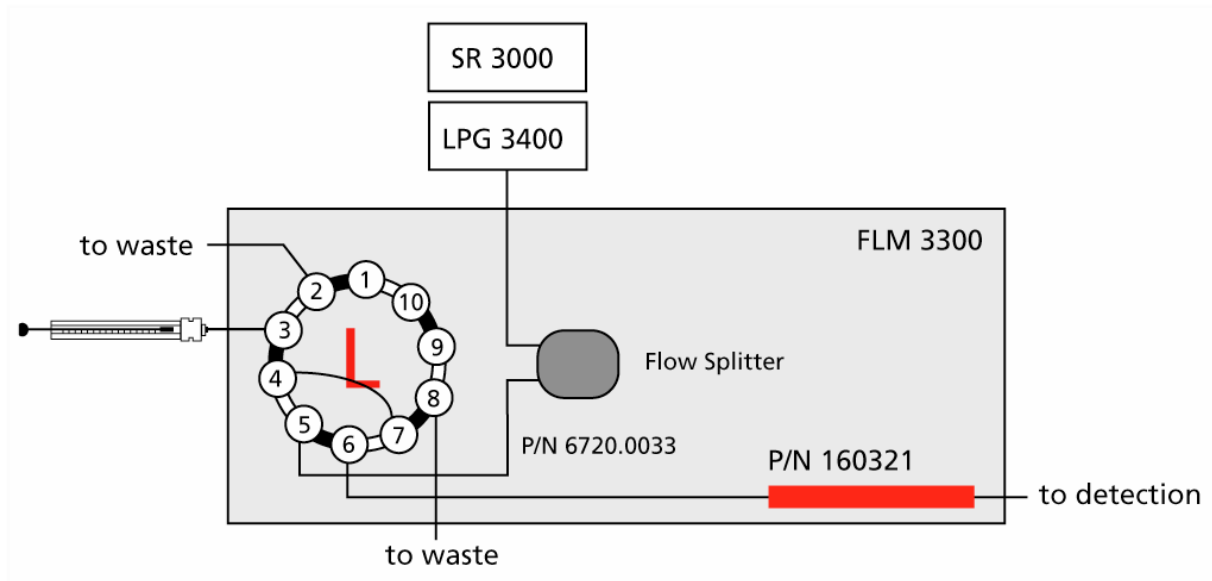 SR 3000
LPG 3400
FLM 3300
to waste
1
2
10
3
L
9
4
8
5
7
6
Flow Splitter
P/N 6720.0033
P/N 160321
to detection
to waste